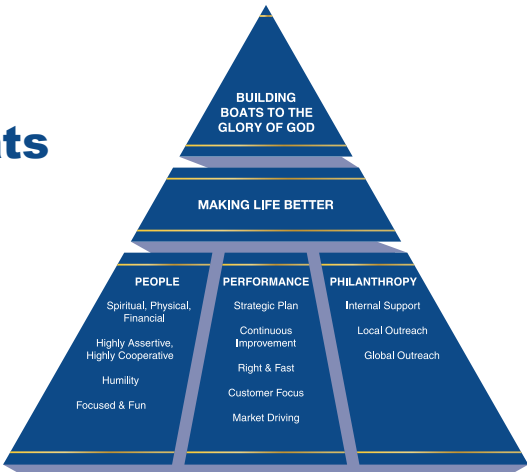 BUILDING
BOATS TO THE
GLORY OF GOD
MAKING LIFE BETTER
PEOPLE
Spiritual, Physical,
Financial
Highly Assertive,
Highly Cooperative
Humility
Focused & Fun
PERFORMANCE
Strategic Plan
Continuous
Improvement
Right & Fast
Customer Focus
Market Driving
PHILANTHROPY
Internal Support
Local Outreach
Global Outreach